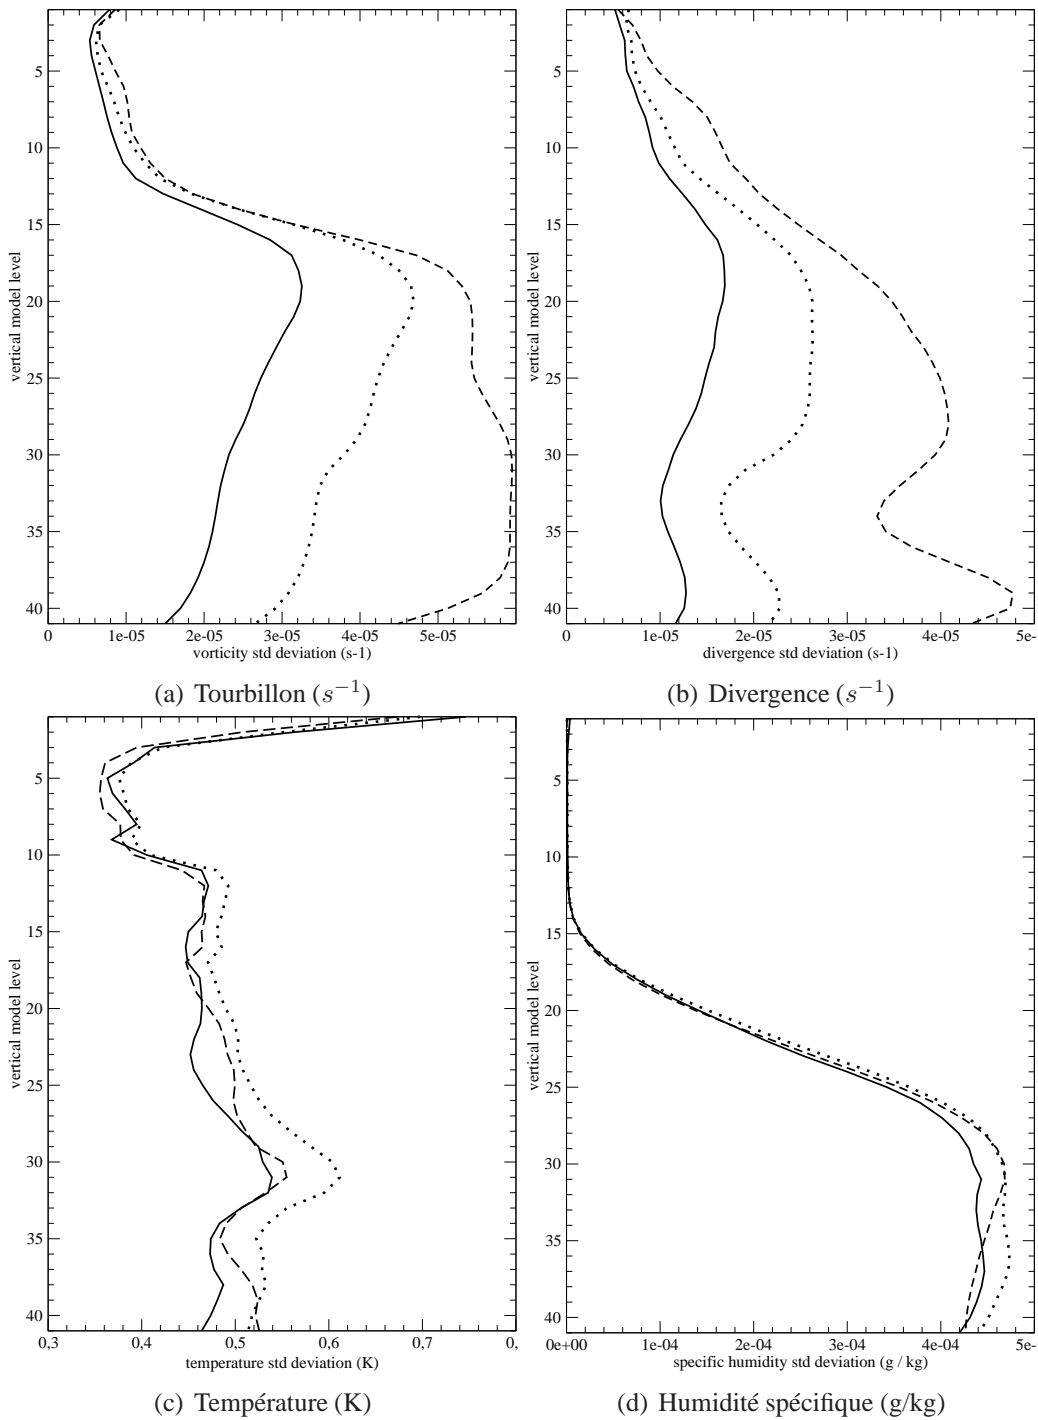 5
10
15
20
25
30
35
40
vertical model level
0 1e-05 2e-05 3e-05 4e-05 5e-05
vorticity std deviation (s-1)
(a) Tourbillon (s⁻¹)
5
10
15
20
25
30
35
40
vertical model level
0 1e-05 2e-05 3e-05 4e-05 5e-
divergence std deviation (s-1)
(b) Divergence (s⁻¹)
5
10
15
20
25
30
35
40
vertical model level
0,3 0,4 0,5 0,6 0,7 0,
temperature std deviation (K)
(c) Température (K)
5
10
15
20
25
30
35
40
vertical model level
0e+00 1e-04 2e-04 3e-04 4e-04 5e-
specific humidity std deviation (g / kg)
(d) Humidité spécifique (g/kg)